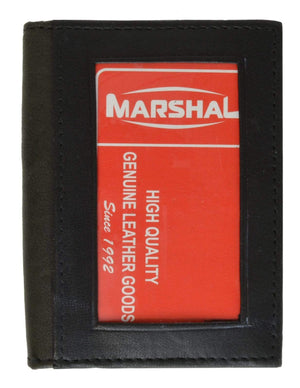 MARSHAL
HIGH QUALITY
GENUINE LEATHER GOODS
Since 1992